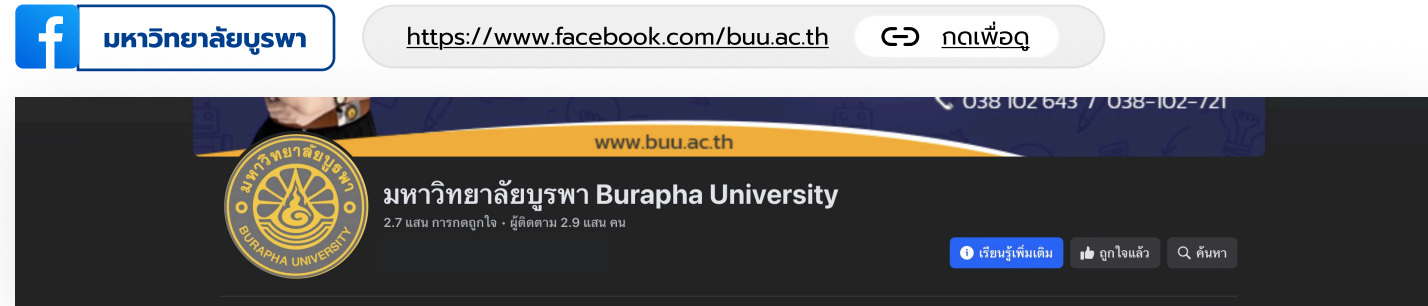 มหาวิทยาลัยบูรพา
https://www.facebook.com/buu.ac.th กดเพื่อดู
038 102 643 / 038-102-721
www.buu.ac.th
มหาวิทยาลัยบูรพา
BURAPHA UNIVERSITY
มหาวิทยาลัยบูรพา Burapha University
2.7 แสน การกดถูกใจ • ผู้ติดตาม 2.9 แสน คน
เรียนรู้เพิ่มเติม ถูกใจแล้ว ค้นหา